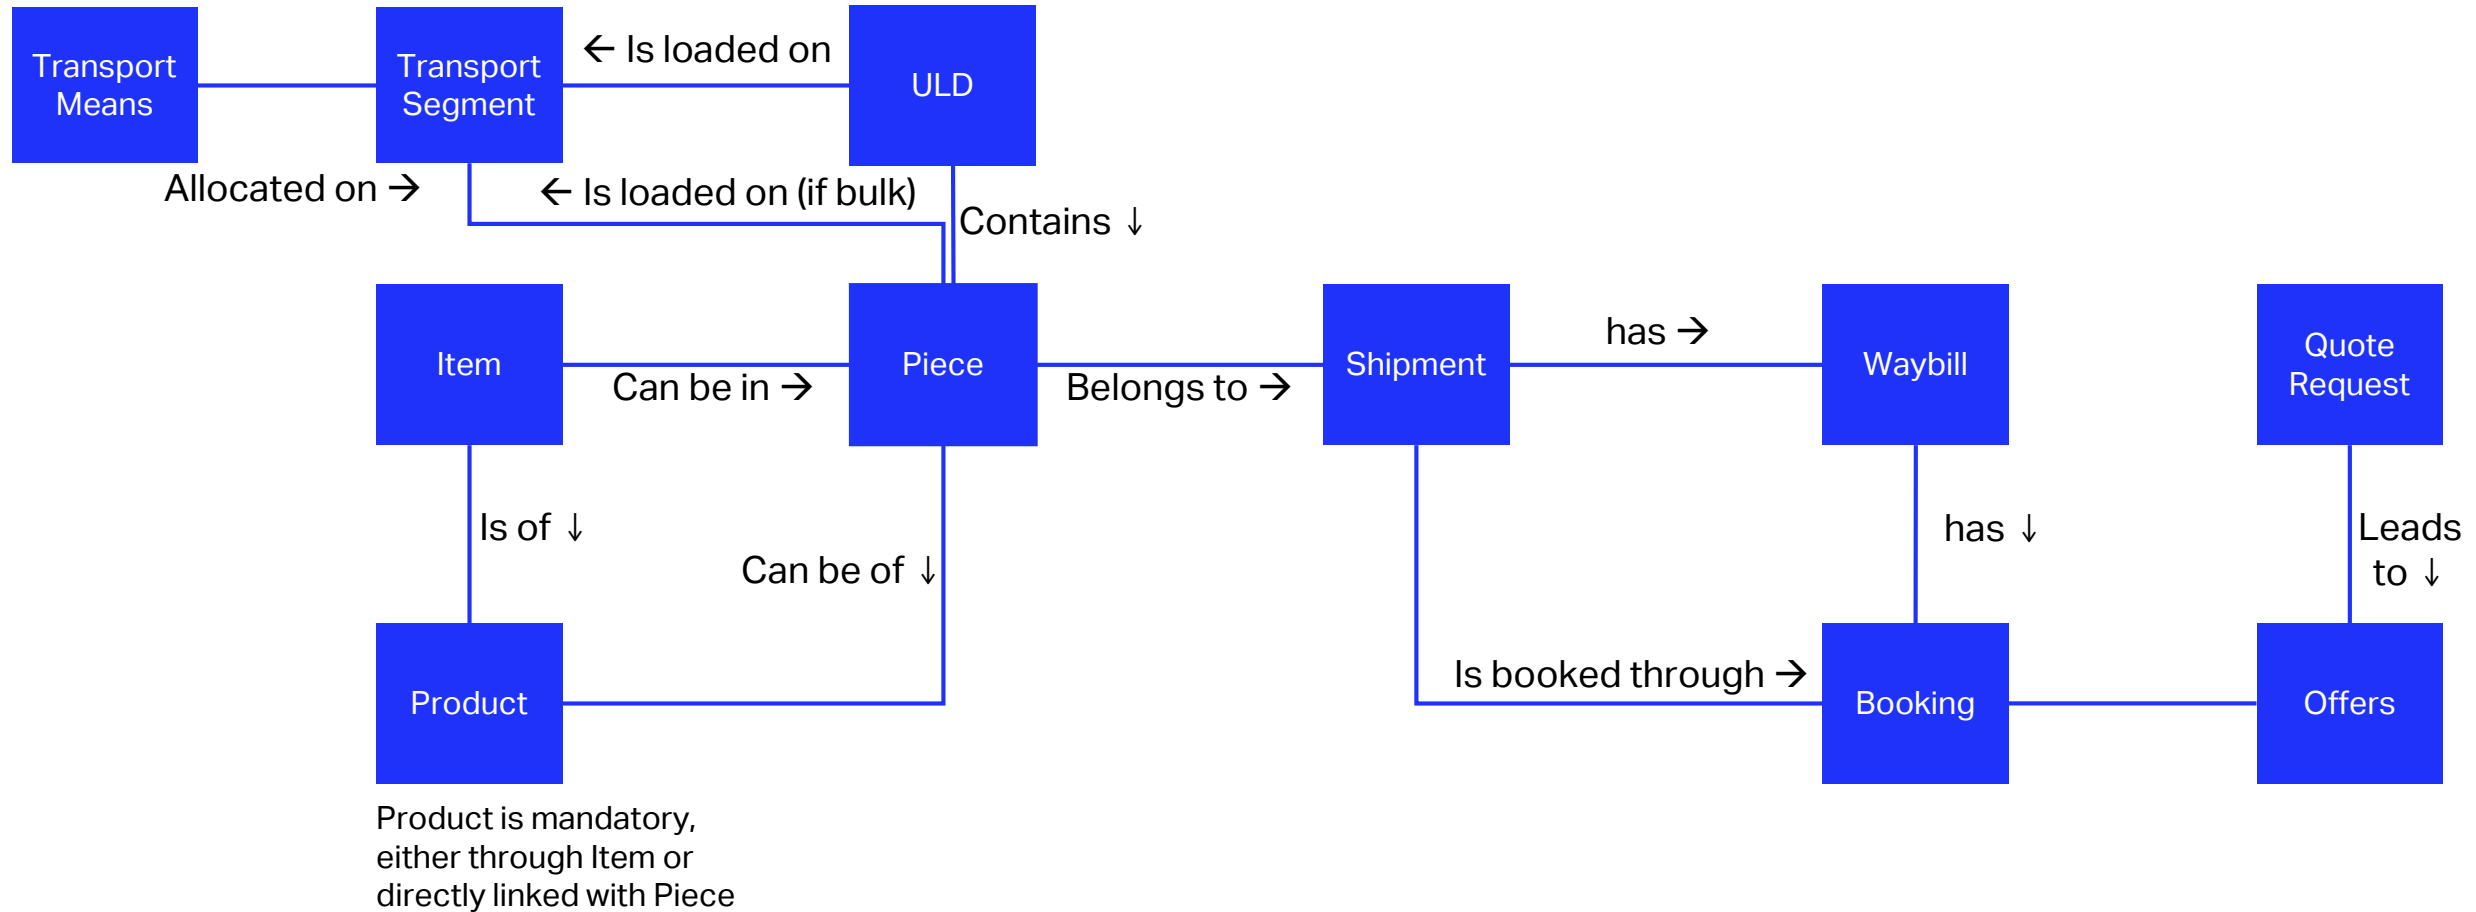 Transport
Means
Transport
Segment
← Is loaded on
ULD
Allocated on →
← Is loaded on (if bulk)
Contains ↓
Item
Can be in →
Piece
Belongs to →
Shipment
has →
Waybill
Quote
Request
Is of ↓
Can be of ↓
has ↓
Leads
to ↓
Product
Is booked through →
Booking
Offers
Product is mandatory,
either through Item or
directly linked with Piece